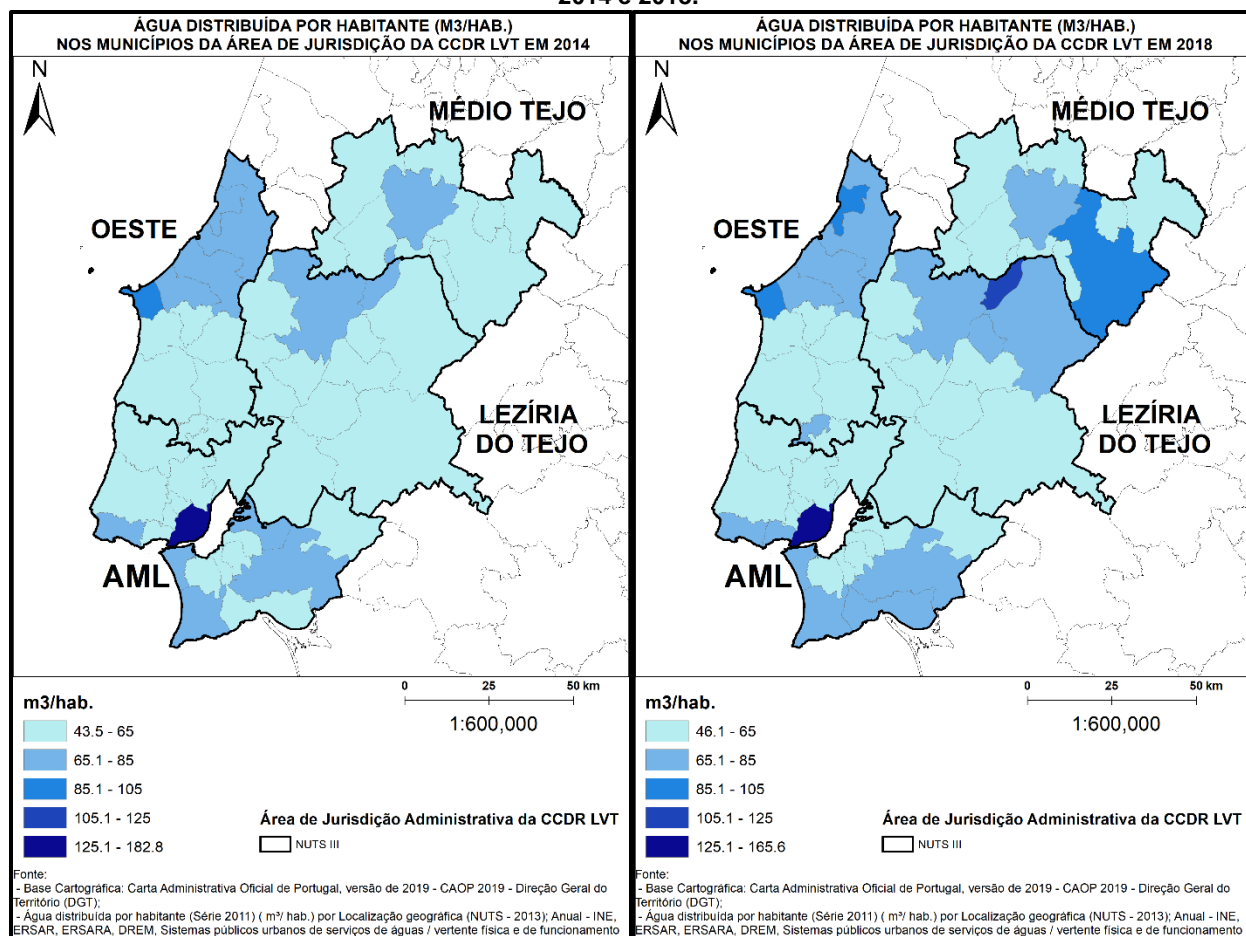 2014 e 2018.
ÁGUA DISTRIBUÍDA POR HABITANTE (M3/HAB.)
NOS MUNICÍPIOS DA ÁREA DE JURISDIÇÃO DA CCDR LVT EM 2014
N
MÉDIO TEJO
OESTE
LEZÍRIA
DO TEJO
AML
0 25 50 km
1:600,000
m3/hab.
43.5 - 65
65.1 - 85
85.1 - 105
105.1 - 125
125.1 - 182.8
Área de Jurisdição Administrativa da CCDR LVT
NUTS III
Fonte:
- Base Cartográfica: Carta Administrativa Oficial de Portugal, versão de 2019 - CAOP 2019 - Direção Geral do
Território (DGT);
- Água distribuída por habitante (Série 2011) ( m³/ hab.) por Localização geográfica (NUTS - 2013); Anual - INE,
ERSAR, ERSARA, DREM, Sistemas públicos urbanos de serviços de águas / vertente física e de funcionamento
ÁGUA DISTRIBUÍDA POR HABITANTE (M3/HAB.)
NOS MUNICÍPIOS DA ÁREA DE JURISDIÇÃO DA CCDR LVT EM 2018
N
MÉDIO TEJO
OESTE
LEZÍRIA
DO TEJO
AML
0 25 50 km
1:600,000
m3/hab.
46.1 - 65
65.1 - 85
85.1 - 105
105.1 - 125
125.1 - 165.6
Área de Jurisdição Administrativa da CCDR LVT
NUTS III
Fonte:
- Base Cartográfica: Carta Administrativa Oficial de Portugal, versão de 2019 - CAOP 2019 - Direção Geral do
Território (DGT);
- Água distribuída por habitante (Série 2011) ( m³/ hab.) por Localização geográfica (NUTS - 2013); Anual - INE,
ERSAR, ERSARA, DREM, Sistemas públicos urbanos de serviços de águas / vertente física e de funcionamento